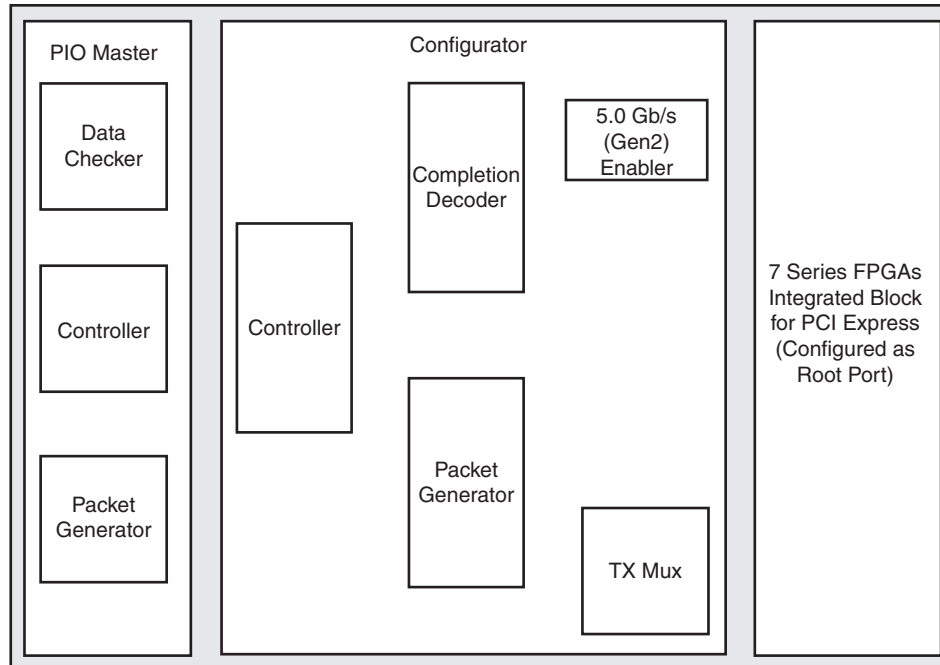 PIO Master
Data
Checker
Controller
Packet
Generator
Configurator
Controller
Completion
Decoder
Packet
Generator
5.0 Gb/s
(Gen2)
Enabler
TX Mux
7 Series FPGAs
Integrated Block
for PCI Express
(Configured as
Root Port)